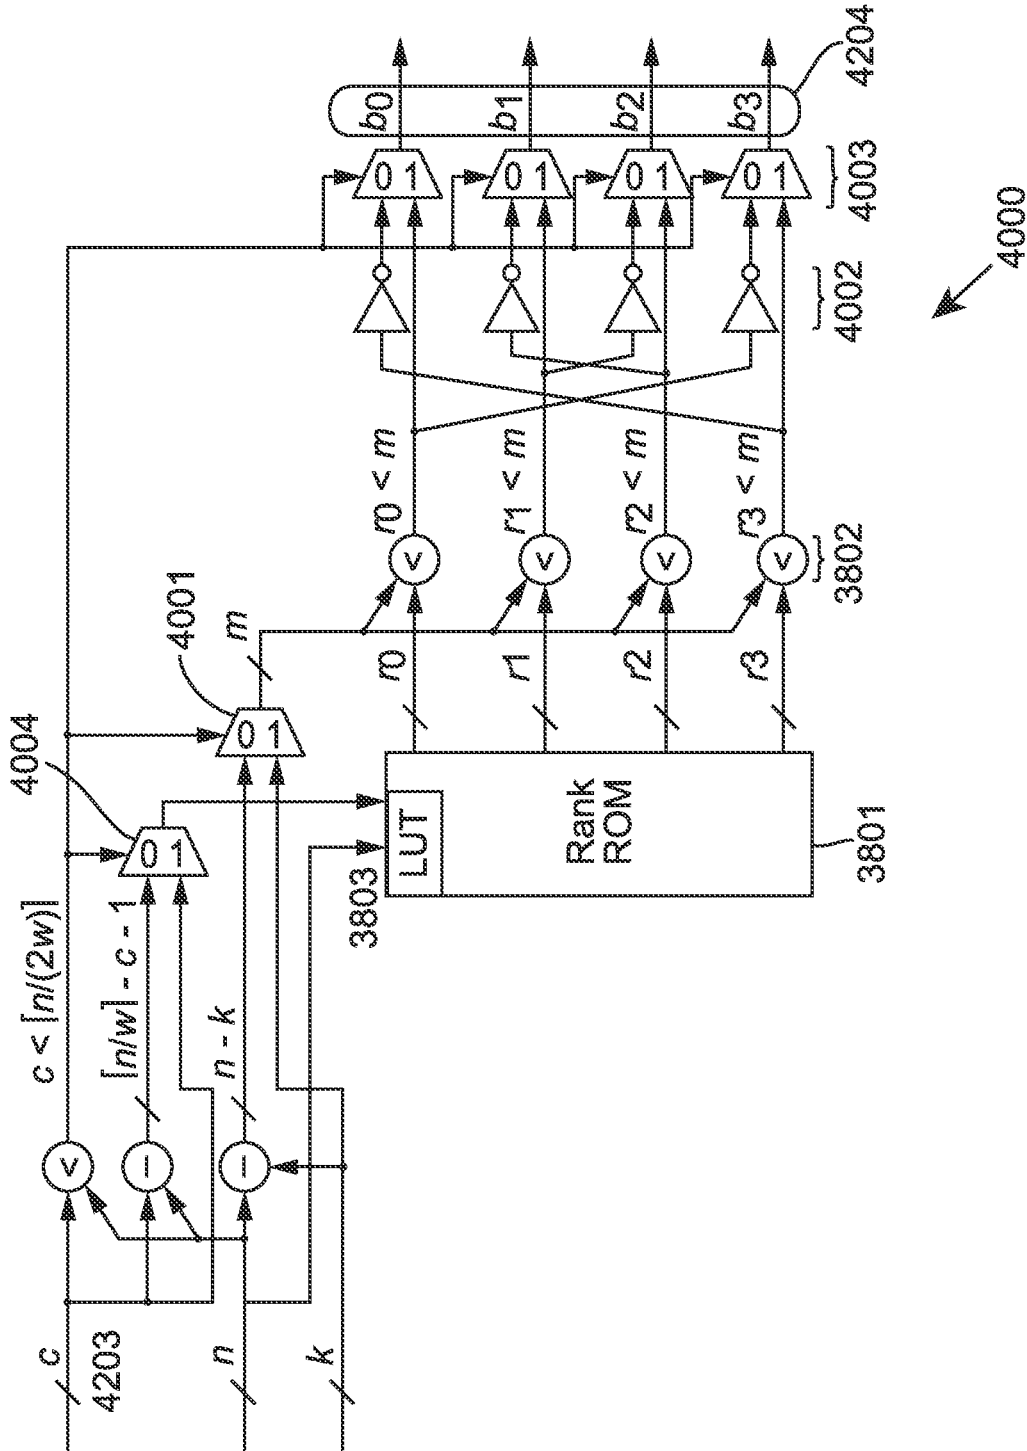 c
4203
n
k
c < ⌈n/(2w)⌉
⌈n/w⌉ - c - 1
n - k
<
–
–
4004
0 1
4001
0 1
m
3803
LUT
Rank
ROM
3801
r0
r1
r2
r3
<
<
<
<
3802
r0 < m
r1 < m
r2 < m
r3 < m
4002
0 1
0 1
0 1
0 1
4003
b0
b1
b2
b3
4204
4000